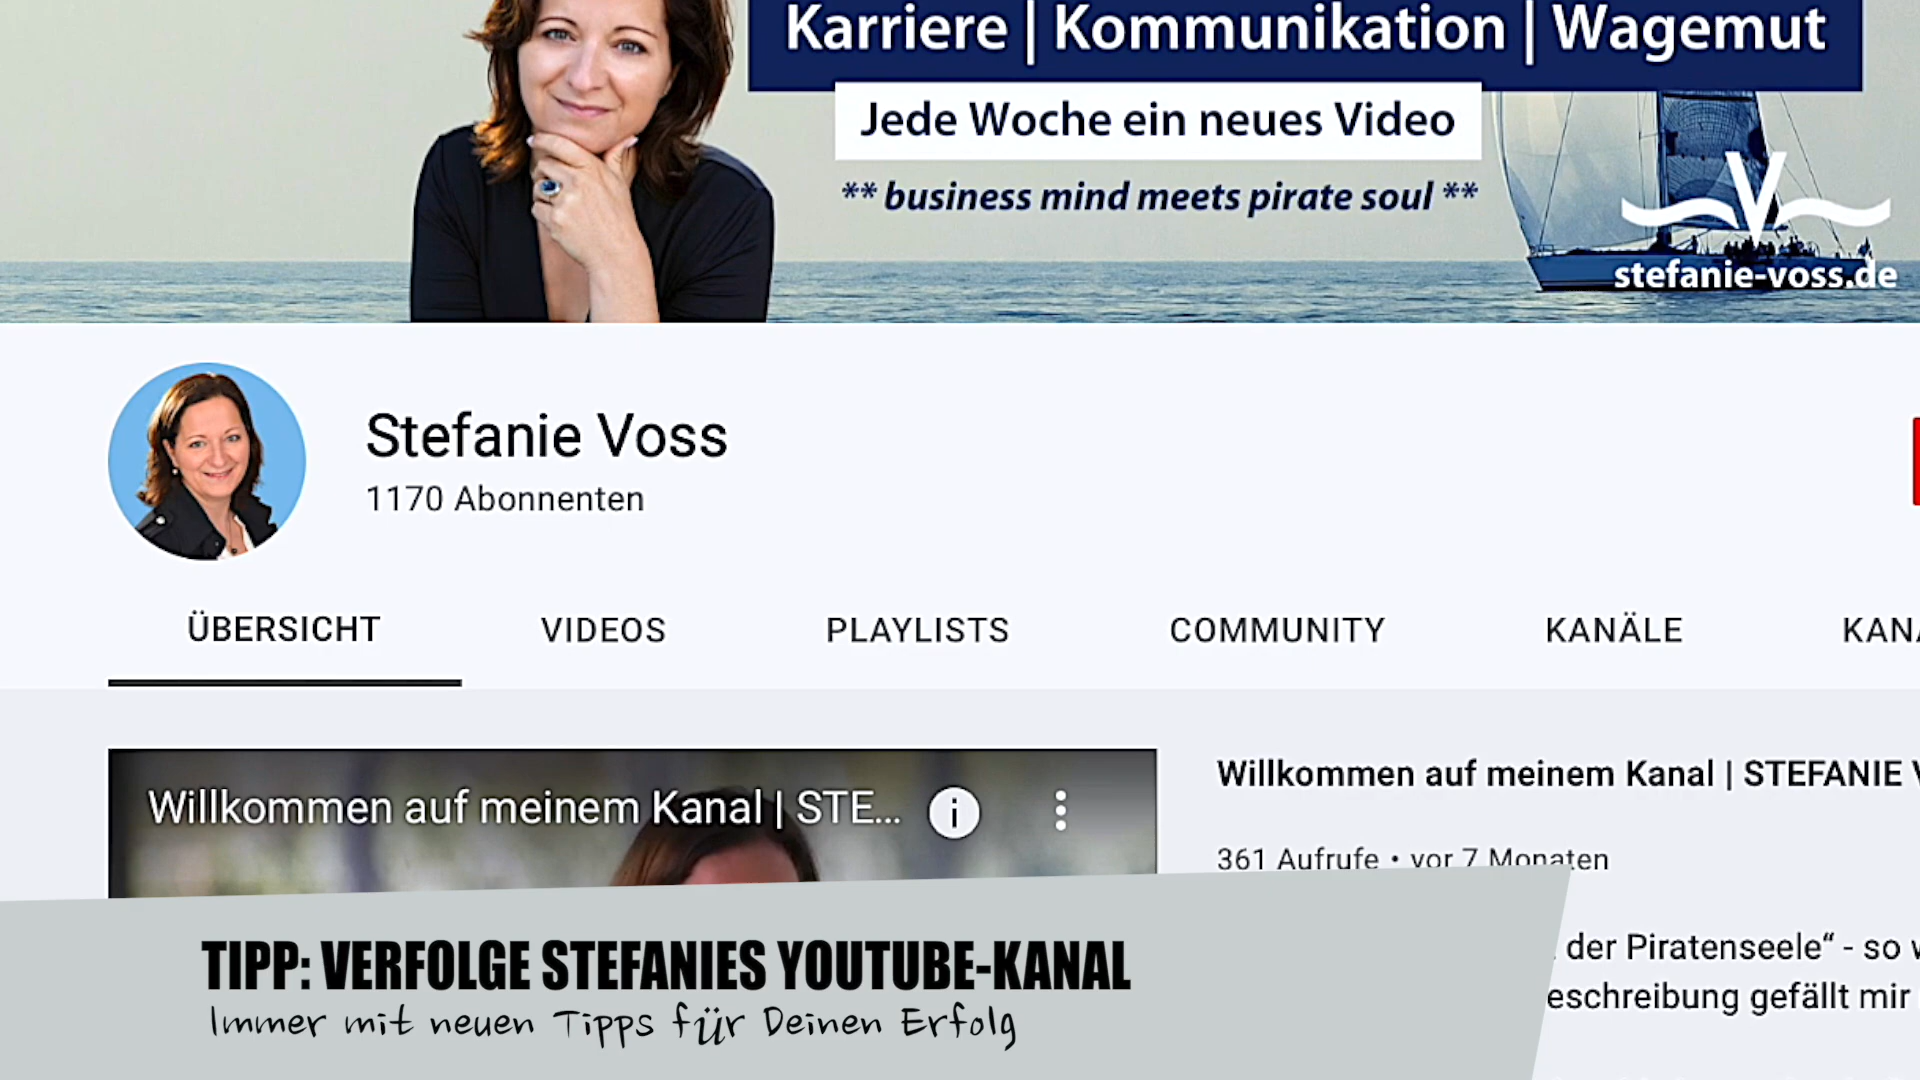 Karriere | Kommunikation | Wagemut
Jede Woche ein neues Video
** business mind meets pirate soul **
stefanie-voss.de
Stefanie Voss
1170 Abonnenten
ÜBERSICHT VIDEOS PLAYLISTS COMMUNITY KANÄLE
Willkommen auf meinem Kanal | STE...
Willkommen auf meinem Kanal | STEFANIE
361 Aufrufe • vor 7 Monaten
der Piratenseele“ - so
gefällt mir
TIPP: VERFOLGE STEFANIES YOUTUBE-KANAL
Immer mit neuen Tipps für Deinen Erfolg